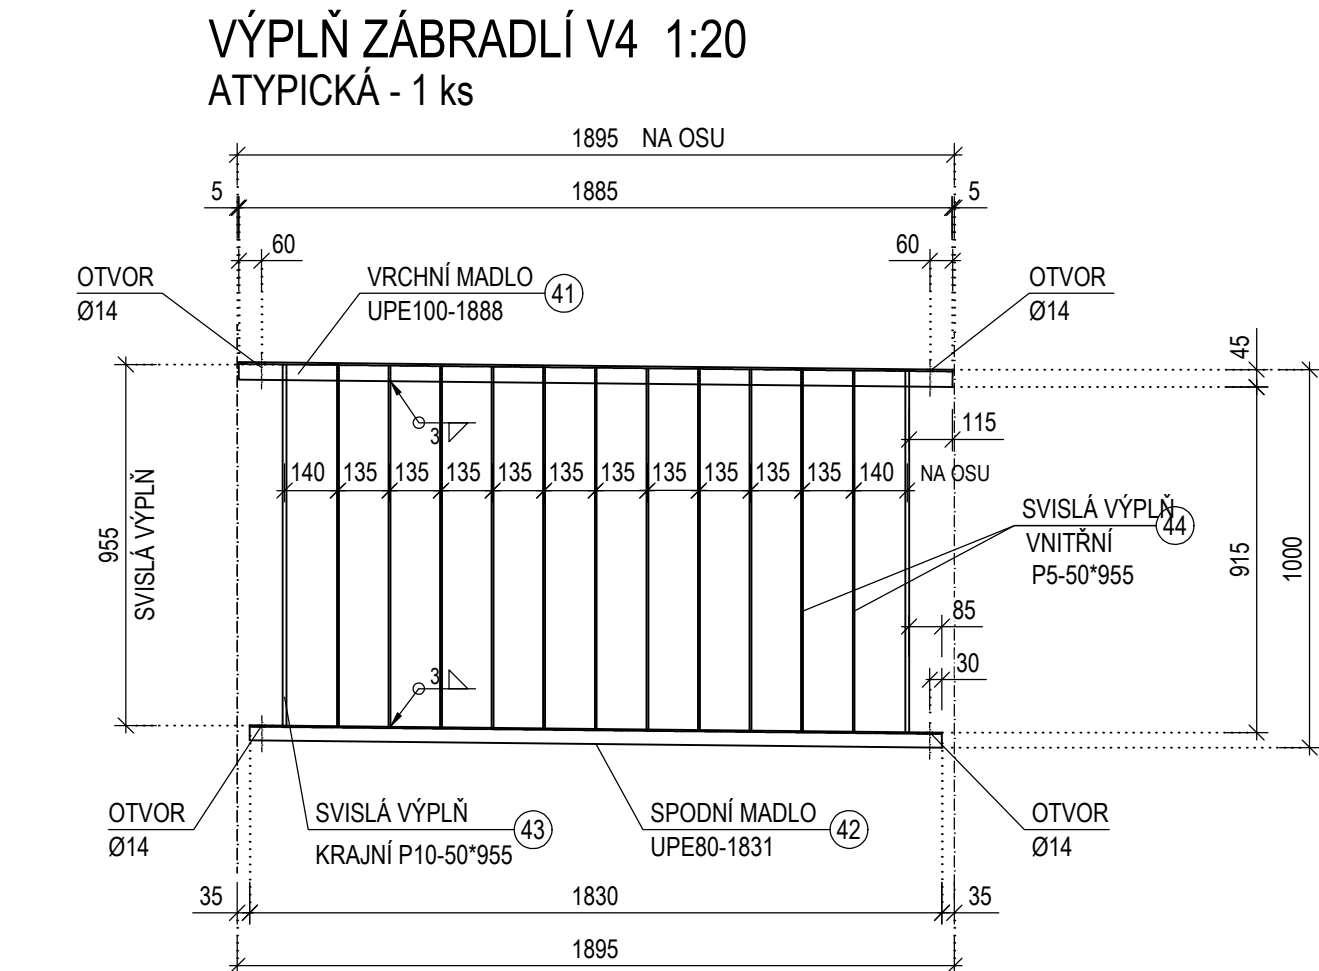 VÝPLŇ ZÁBRADLÍ V4 1:20
ATYPICKÁ - 1 ks
1895 NA OSU
5
1885
5
60
60
OTVOR
Ø14
VRCHNÍ MADLO
UPE100-1888
41
OTVOR
Ø14
45
3
115
140 135 135 135 135 135 135 135 135 135 135 140 NA OSU
955
SVISLÁ VÝPLŇ
SVISLÁ VÝPLŇ
VNITŘNÍ
P5-50*955
44
915
1000
85
30
3
OTVOR
Ø14
SVISLÁ VÝPLŇ
KRAJNÍ P10-50*955
43
SPODNÍ MADLO
UPE80-1831
42
OTVOR
Ø14
35
1830
35
1895